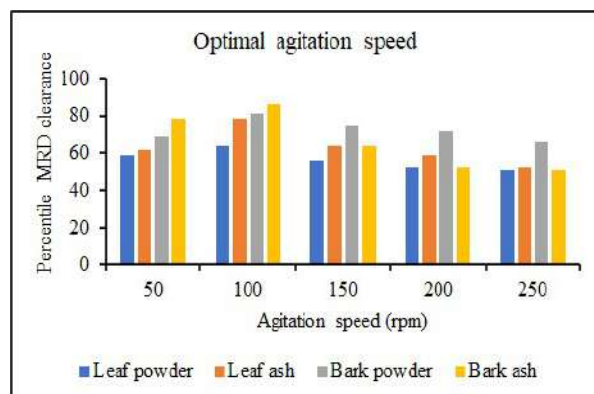 Optimal agitation speed
Percentile MRD clearance
100
80
60
40
20
0
50 100 150 200 250
Agitation speed (rpm)
Leaf powder Leaf ash Bark powder Bark ash